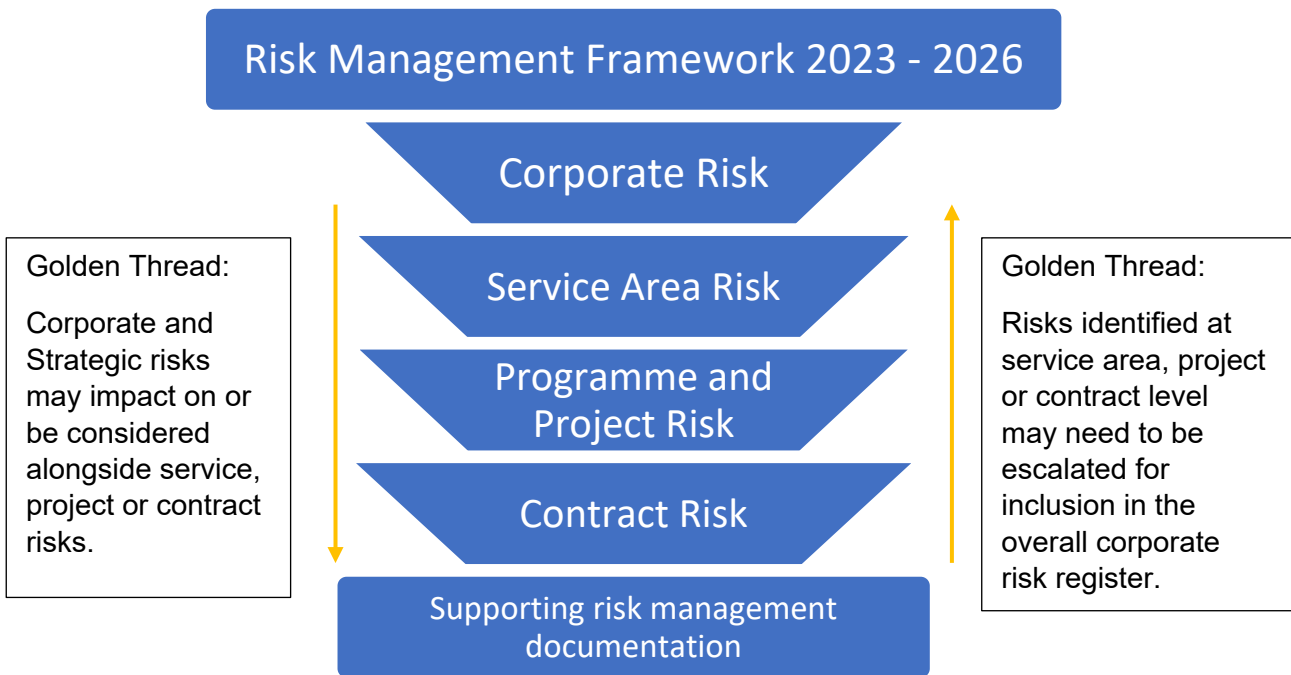 Risk Management Framework 2023 - 2026
Corporate Risk
Service Area Risk
Programme and
Project Risk
Contract Risk
Supporting risk management
documentation
Golden Thread:
Corporate and
Strategic risks
may impact on or
be considered
alongside service,
project or contract
risks.
Golden Thread:
Risks identified at
service area, project
or contract level
may need to be
escalated for
inclusion in the
overall corporate
risk register.